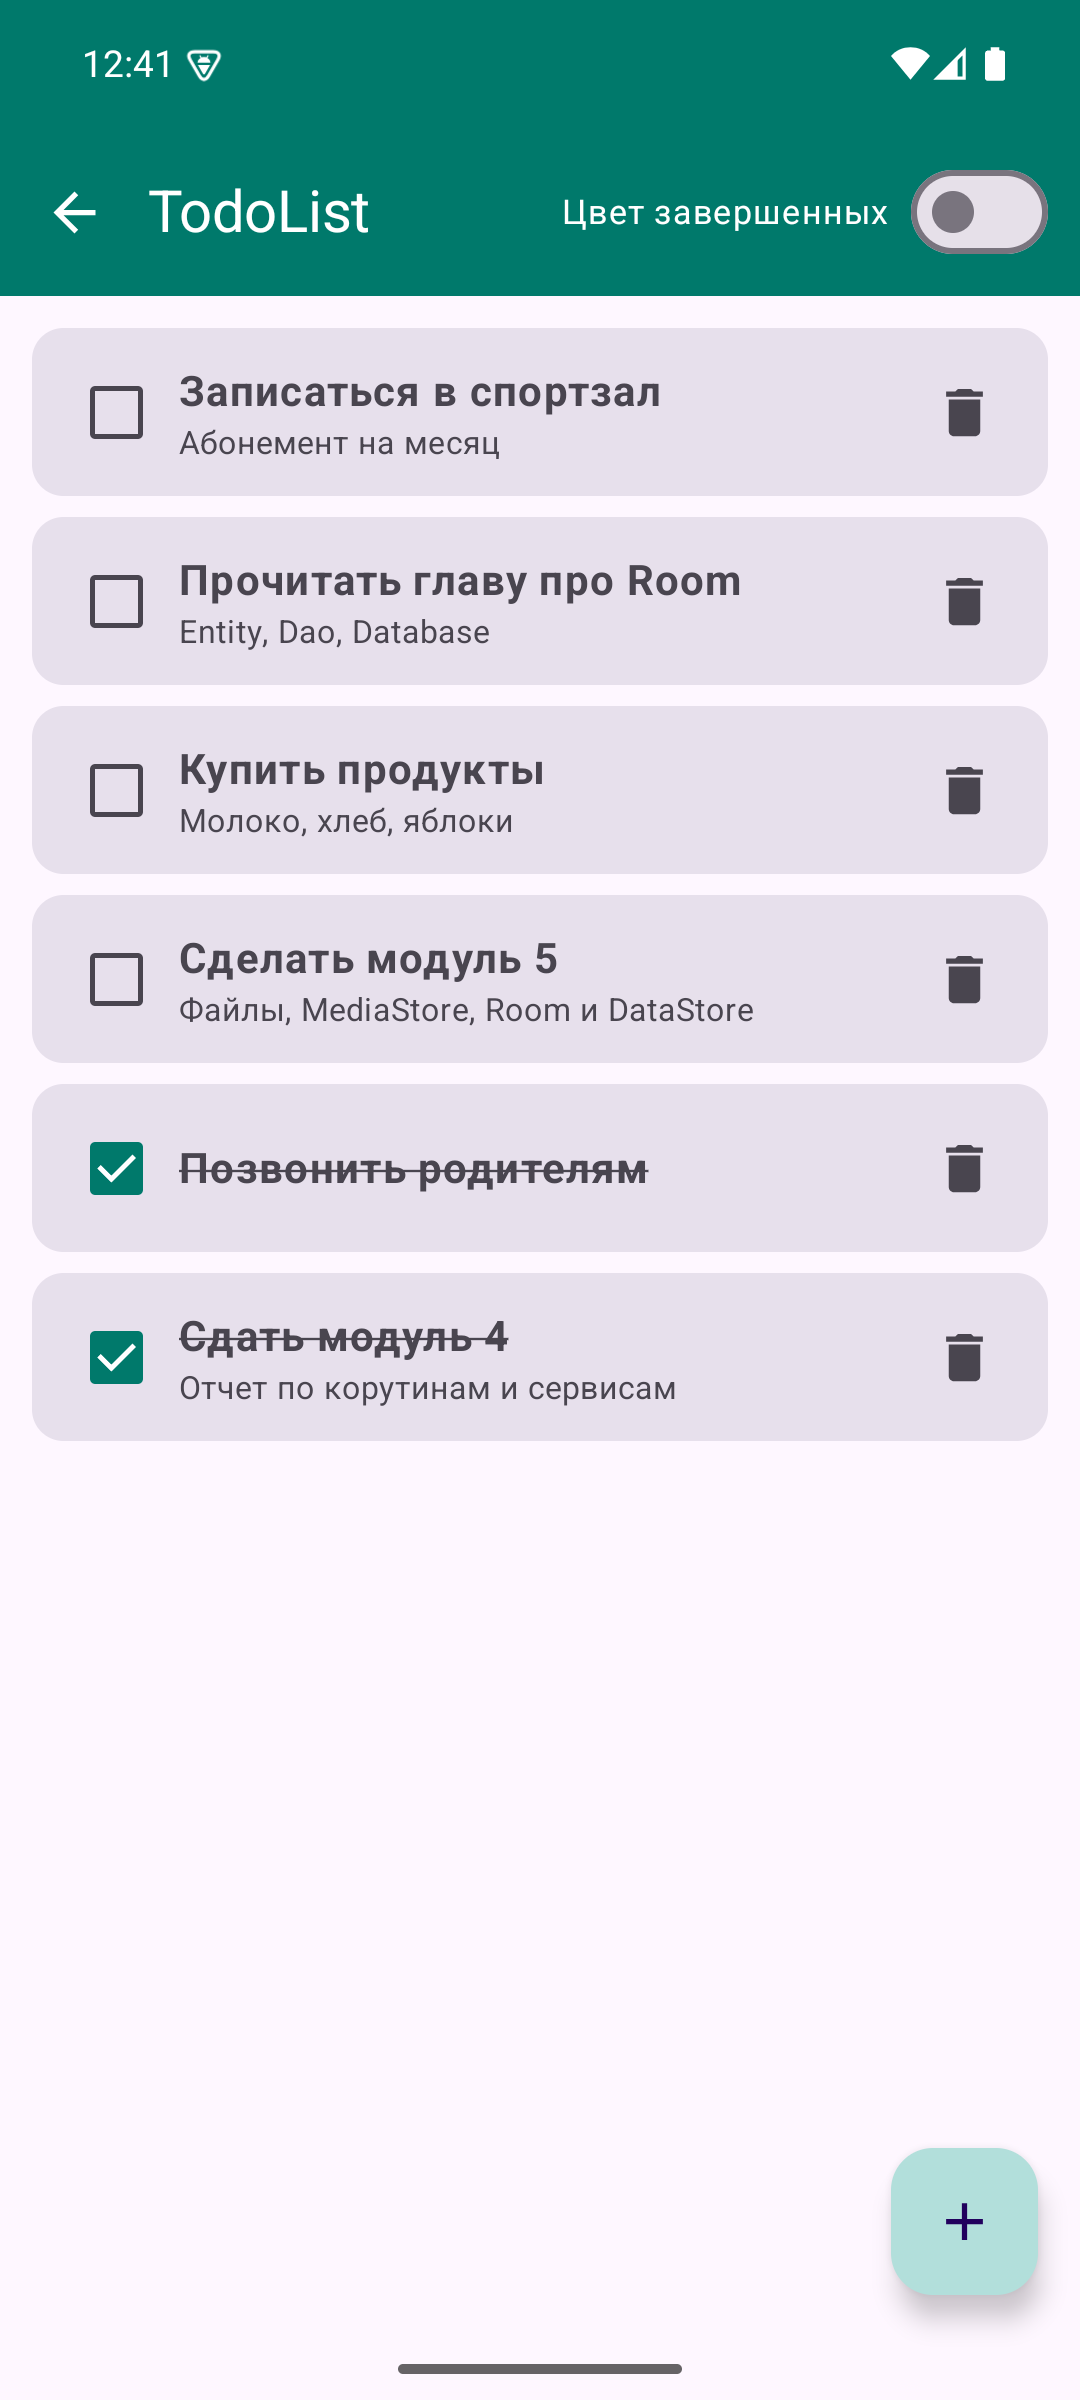 12:41
TodoList
Цвет завершенных
Записаться в спортзал
Абонемент на месяц
Прочитать главу про Room
Entity, Dao, Database
Купить продукты
Молоко, хлеб, яблоки
Сделать модуль 5
Файлы, MediaStore, Room и DataStore
Позвонить родителям
Сдать модуль 4
Отчет по корутинам и сервисам